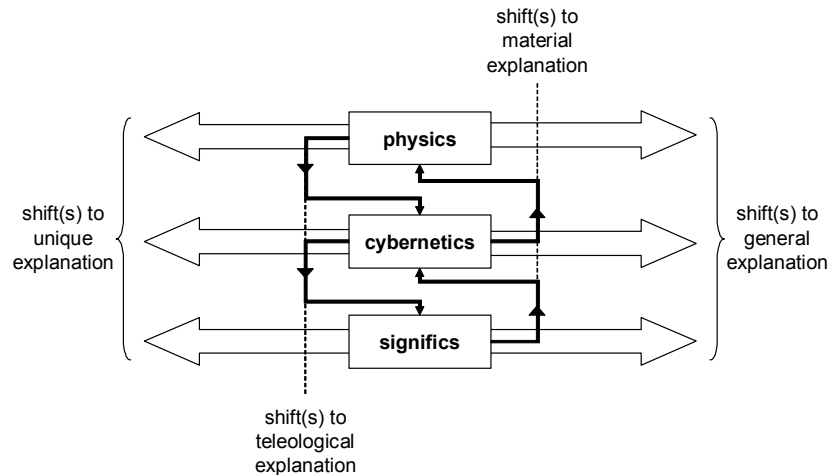 shift(s) to
material
explanation
physics
shift(s) to
unique
explanation
cybernetics
shift(s) to
general
explanation
significs
shift(s) to
teleological
explanation